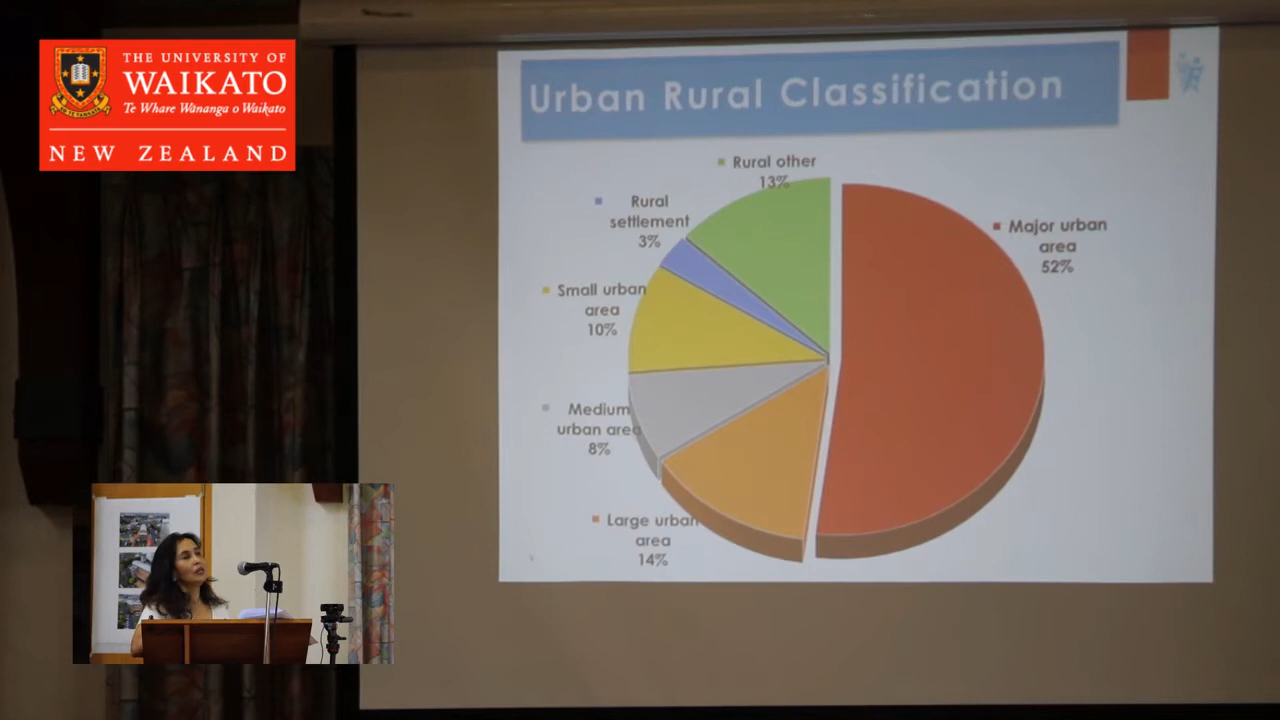 THE UNIVERSITY OF
WAIKATO
Te Whare Wānanga o Waikato
NEW ZEALAND
Urban Rural Classification
Rural other
13%
Rural
settlement
3%
Major urban
area
52%
Small urban
area
10%
Medium
urban area
8%
Large urban
area
14%